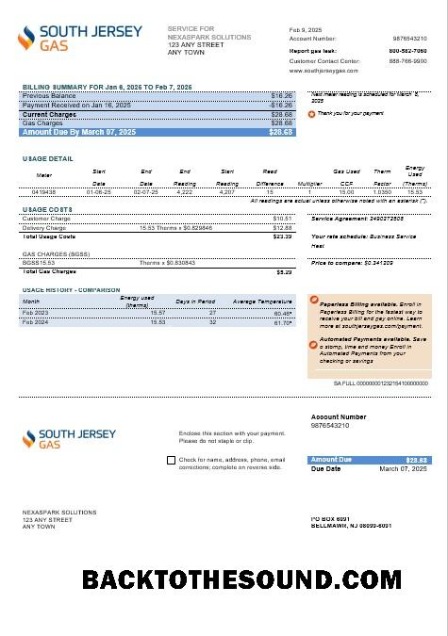 SOUTH JERSEY
GAS
SERVICE FOR
NEXASPARK SOLUTIONS
123 ANY STREET
ANY TOWN
Feb 9, 2025
Account Number: 9876543210
Report gas leak: 800-582-7060
Customer Contact Center: 888-766-9900
www.southjerseygas.com
BILLING SUMMARY FOR Jan 6, 2025 TO Feb 7, 2025
Previous Balance $16.26
Payment Received on Jan 16, 2025 -$16.26
Current Charges $28.68
Gas Charges $28.68
Amount Due By March 07, 2025 $28.68
Next meter reading is scheduled for March 6,
2025
Thank you for your payment
USAGE DETAIL
Meter Start Date End Date End Read Start Read Read Difference Multiplier Gas Used CCF Therm Factor Energy Used (Therms)
0419438 01-06-25 02-07-25 4,222 4,207 15 1 15.00 1.0350 15.53
All readings are actual unless otherwise noted with an asterisk (*).
USAGE COSTS
Customer Charge $10.51
Delivery Charge 15.53 Therms x $0.829846 $12.88
Total Usage Costs $23.39
Service Agreement:
Your rate schedule: Business Service
Heat
GAS CHARGES (BGSS)
BGSS15.53 Therms x $0.830843
Total Gas Charges $5.29
Price to compare: $0.341209
USAGE HISTORY - COMPARISON
Month Energy used (therms) Days in Period Average Temperature
Feb 2023 15.57 27 60.46°
Feb 2024 15.53 32 61.70°
Paperless Billing available. Enroll in
Paperless Billing for the fastest way to
receive your bill and pay online. Learn
more at southjerseygas.com/payment.
Automated Payments available. Save
a stamp, time and money Enroll in
Automated Payments from your
checking or savings
SA FULL
SOUTH JERSEY
GAS
Enclose this section with your payment.
Please do not staple or clip.
Check for name, address, phone, email
corrections, complete on reverse side.
Account Number
9876543210
Amount Due $28.68
Due Date March 07, 2025
NEXASPARK SOLUTIONS
123 ANY STREET
ANY TOWN
PO BOX 6091
BELLMAWR, NJ 08099-6091
BACKTOTHESOUND.COM